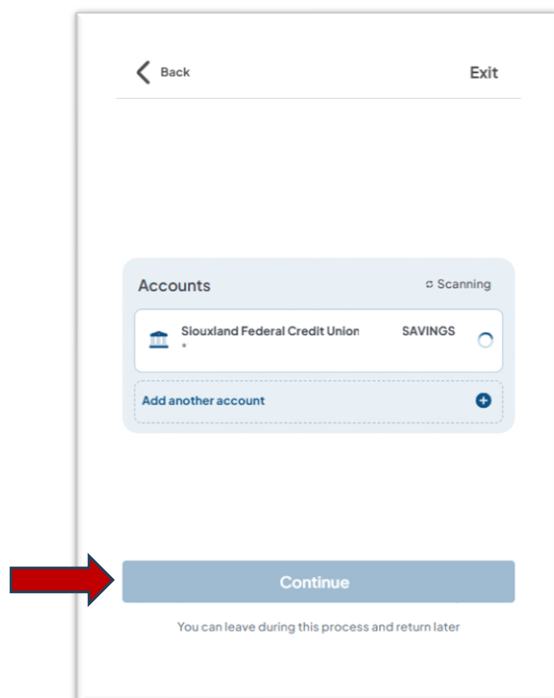 Back
Exit
Accounts
Scanning
Siouxland Federal Credit Union
SAVINGS
*
Add another account
Continue
You can leave during this process and return later